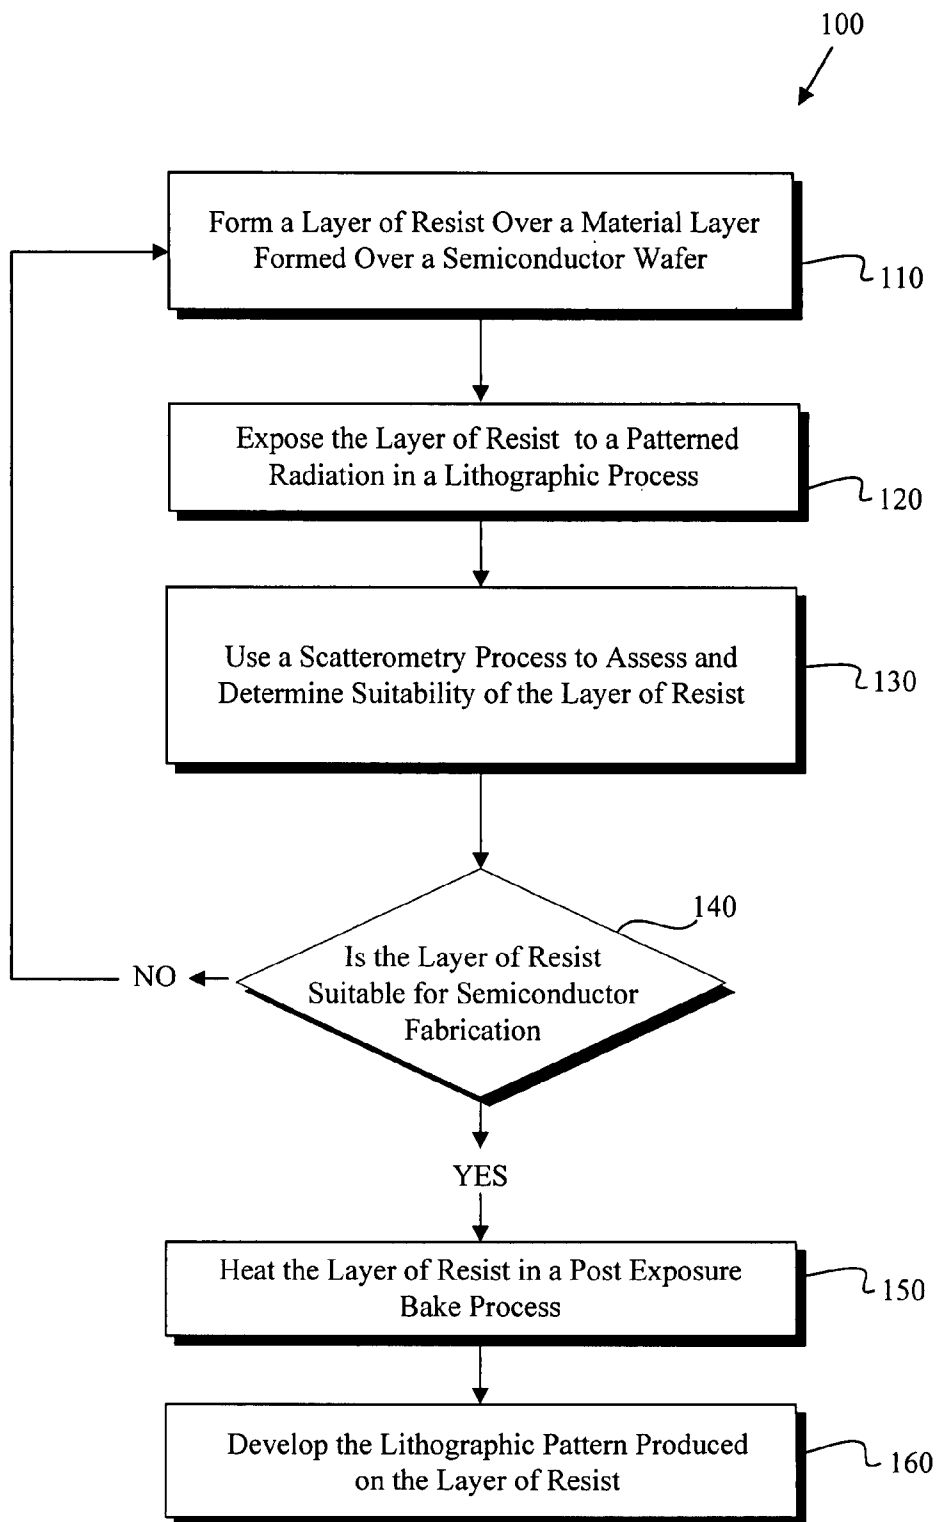 100
Form a Layer of Resist Over a Material Layer
Formed Over a Semiconductor Wafer
110
Expose the Layer of Resist to a Patterned
Radiation in a Lithographic Process
120
Use a Scatterometry Process to Assess and
Determine Suitability of the Layer of Resist
130
140
Is the Layer of Resist
Suitable for Semiconductor
Fabrication
NO
YES
Heat the Layer of Resist in a Post Exposure
Bake Process
150
Develop the Lithographic Pattern Produced
on the Layer of Resist
160